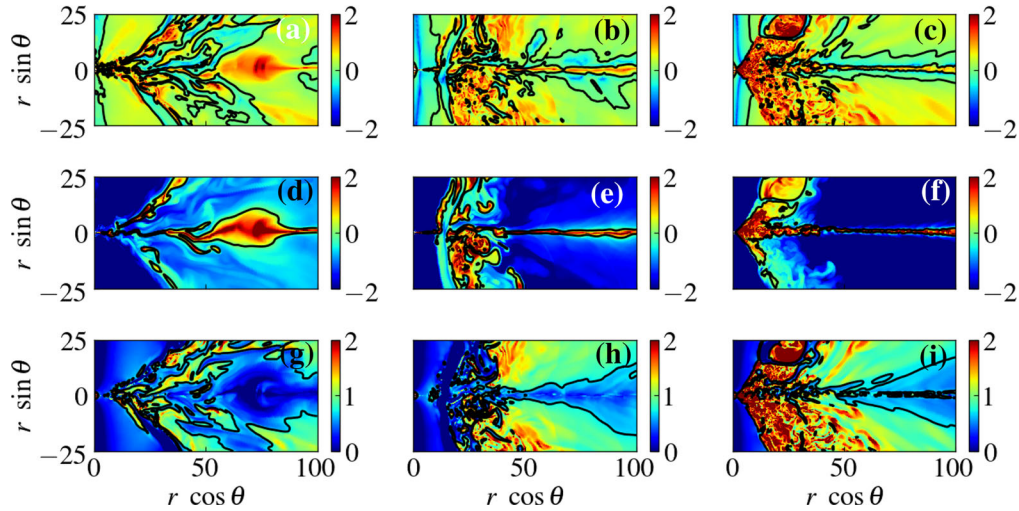 (a) (b) (c)
r sin θ 25 0 −25 2 0 −2 2 0 −2 2 0 −2
(d) (e) (f)
r sin θ 25 0 −25 2 0 −2 2 0 −2 2 0 −2
(g) (h) (i)
r sin θ 25 0 −25 2 1 0 2 1 0 2 1 0
0 50 100 0 50 100 0 50 100
r cos θ r cos θ r cos θ